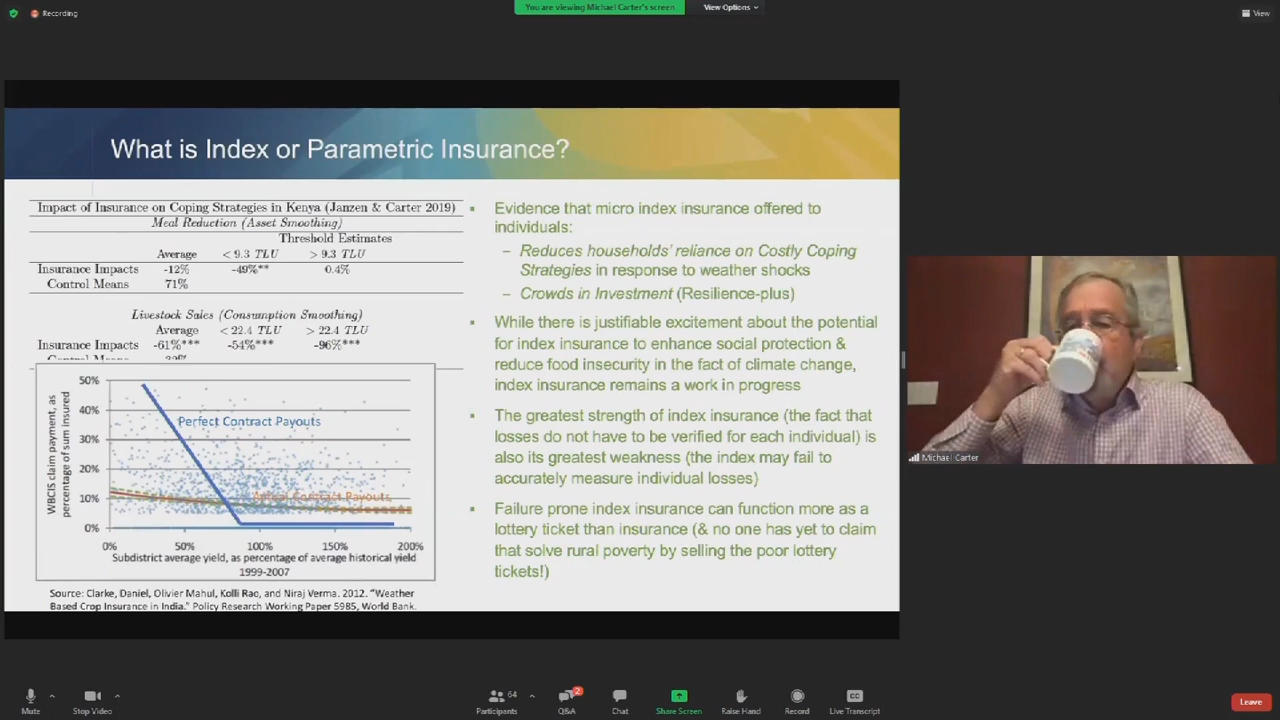 Recording
You are viewing Michael Carter's screen
View Options
View
What is Index or Parametric Insurance?
Impact of Insurance on Coping Strategies in Kenya (Janzen & Carter 2019)
Meal Reduction (Asset Smoothing)
Threshold Estimates
Average < 9.3 TLU > 9.3 TLU
Insurance Impacts -12% -49%** 0.4%
Control Means 71%
Livestock Sales (Consumption Smoothing)
Average < 22.4 TLU > 22.4 TLU
Insurance Impacts -61%*** -54%*** -96%***
50%
40%
30%
20%
10%
0%
WBCIS claim payment, as
percentage of sum insured
Perfect Contract Payouts
Actual Contract Payouts
0% 50% 100% 150% 200%
Subdistrict average yield, as percentage of average historical yield
1999-2007
Source: Clarke, Daniel, Olivier Mahul, Kolli Rao, and Niraj Verma. 2012. "Weather
Based Crop Insurance in India." Policy Research Working Paper 5985, World Bank.
▪ Evidence that micro index insurance offered to
individuals:
– Reduces households' reliance on Costly Coping
Strategies in response to weather shocks
– Crowds in Investment (Resilience-plus)
▪ While there is justifiable excitement about the potential
for index insurance to enhance social protection &
reduce food insecurity in the fact of climate change,
index insurance remains a work in progress
▪ The greatest strength of index insurance (the fact that
losses do not have to be verified for each individual) is
also its greatest weakness (the index may fail to
accurately measure individual losses)
▪ Failure prone index insurance can function more as a
lottery ticket than insurance (& no one has yet to claim
that solve rural poverty by selling the poor lottery
tickets!)
Michael Carter
Mute
Stop Video
64
Participants
2
Q&A
Chat
Share Screen
Raise Hand
Record
CC
Live Transcript
Leave